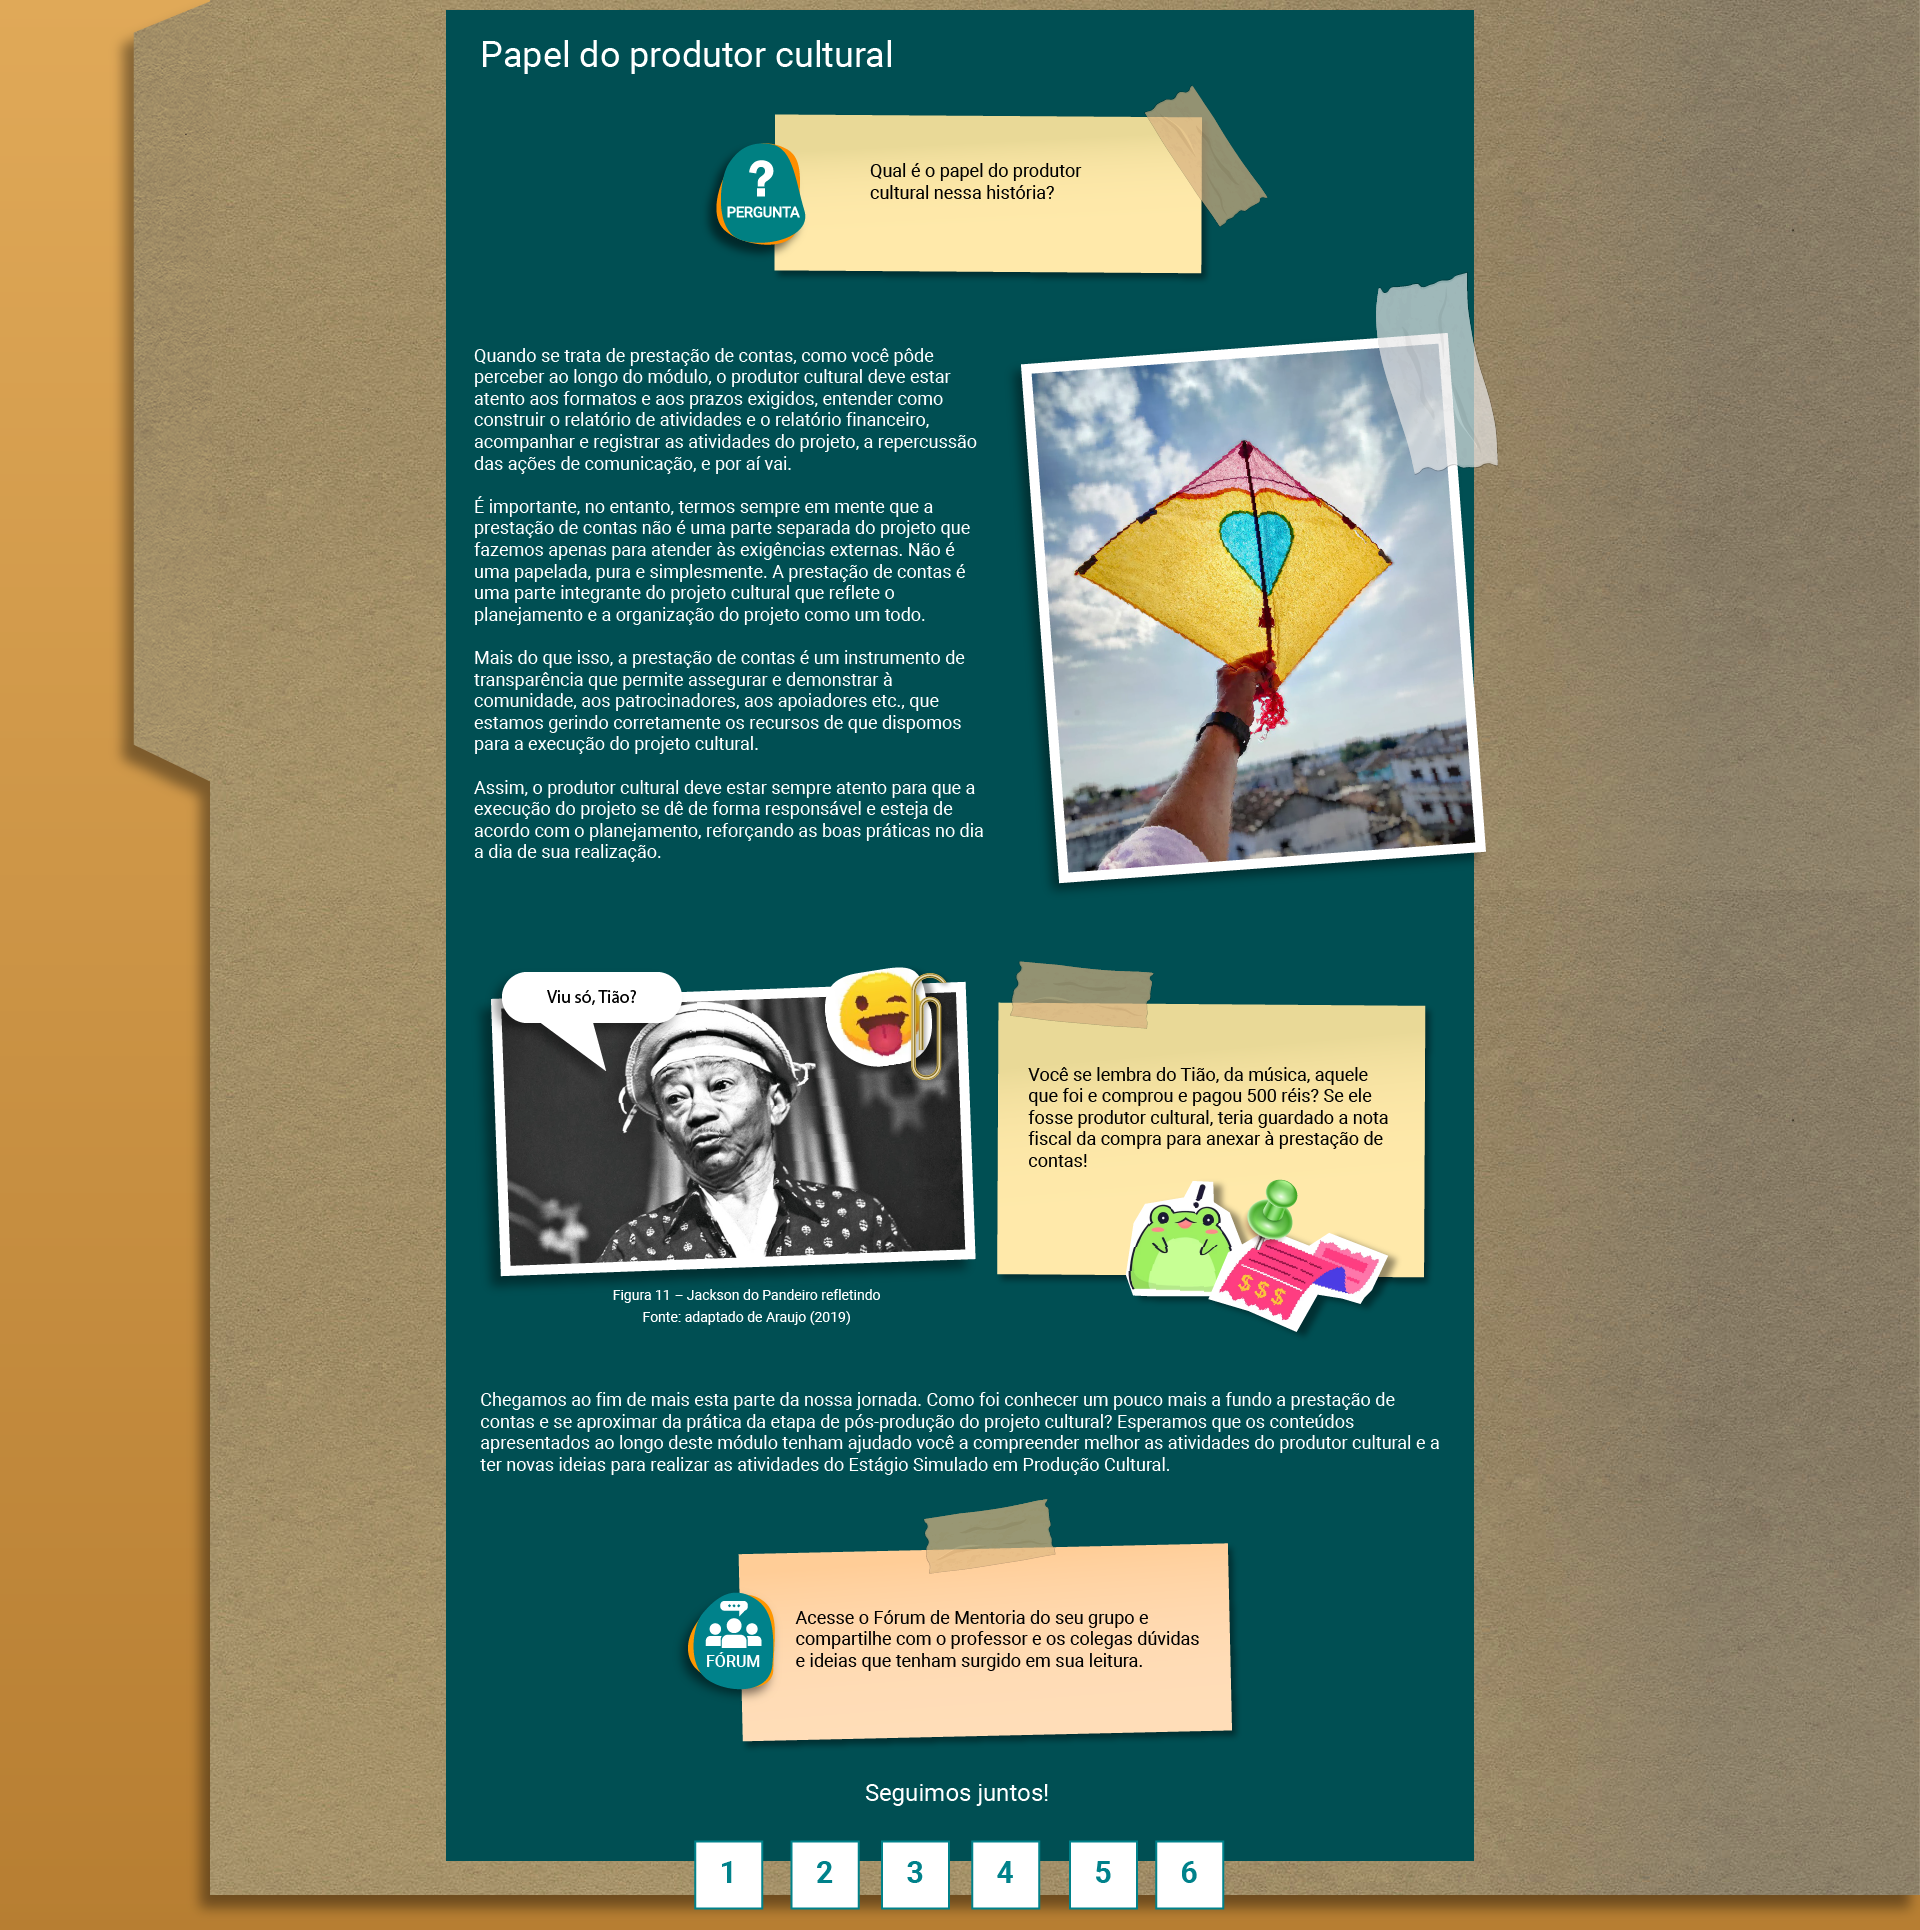 Papel do produtor cultural
?
PERGUNTA
Qual é o papel do produtor
cultural nessa história?
Quando se trata de prestação de contas, como você pôde
perceber ao longo do módulo, o produtor cultural deve estar
atento aos formatos e aos prazos exigidos, entender como
construir o relatório de atividades e o relatório financeiro,
acompanhar e registrar as atividades do projeto, a repercussão
das ações de comunicação, e por aí vai.
É importante, no entanto, termos sempre em mente que a
prestação de contas não é uma parte separada do projeto que
fazemos apenas para atender às exigências externas. Não é
uma papelada, pura e simplesmente. A prestação de contas é
uma parte integrante do projeto cultural que reflete o
planejamento e a organização do projeto como um todo.
Mais do que isso, a prestação de contas é um instrumento de
transparência que permite assegurar e demonstrar à
comunidade, aos patrocinadores, aos apoiadores etc., que
estamos gerindo corretamente os recursos de que dispomos
para a execução do projeto cultural.
Assim, o produtor cultural deve estar sempre atento para que a
execução do projeto se dê de forma responsável e esteja de
acordo com o planejamento, reforçando as boas práticas no dia
a dia de sua realização.
Viu só, Tião?
Figura 11 – Jackson do Pandeiro refletindo
Fonte: adaptado de Araujo (2019)
Você se lembra do Tião, da música, aquele
que foi e comprou e pagou 500 réis? Se ele
fosse produtor cultural, teria guardado a nota
fiscal da compra para anexar à prestação de
contas!
!
$$$
Chegamos ao fim de mais esta parte da nossa jornada. Como foi conhecer um pouco mais a fundo a prestação de
contas e se aproximar da prática da etapa de pós-produção do projeto cultural? Esperamos que os conteúdos
apresentados ao longo deste módulo tenham ajudado você a compreender melhor as atividades do produtor cultural e a
ter novas ideias para realizar as atividades do Estágio Simulado em Produção Cultural.
FÓRUM
Acesse o Fórum de Mentoria do seu grupo e
compartilhe com o professor e os colegas dúvidas
e ideias que tenham surgido em sua leitura.
Seguimos juntos!
1 2 3 4 5 6